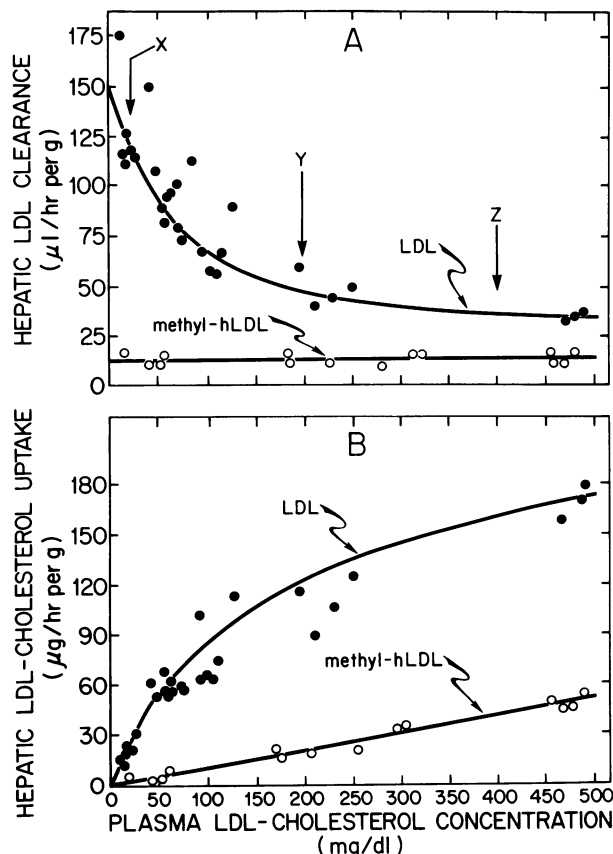 A
HEPATIC LDL CLEARANCE
(µl/hr per g)
175
150
125
100
75
50
25
0
X
Y
Z
LDL
methyl-hLDL
B
HEPATIC LDL-CHOLESTEROL UPTAKE
(µg/hr per g)
180
150
120
90
60
30
0
LDL
methyl-hLDL
0 50 100 150 200 250 300 350 400 450 500
PLASMA LDL-CHOLESTEROL CONCENTRATION
(mg/dl)